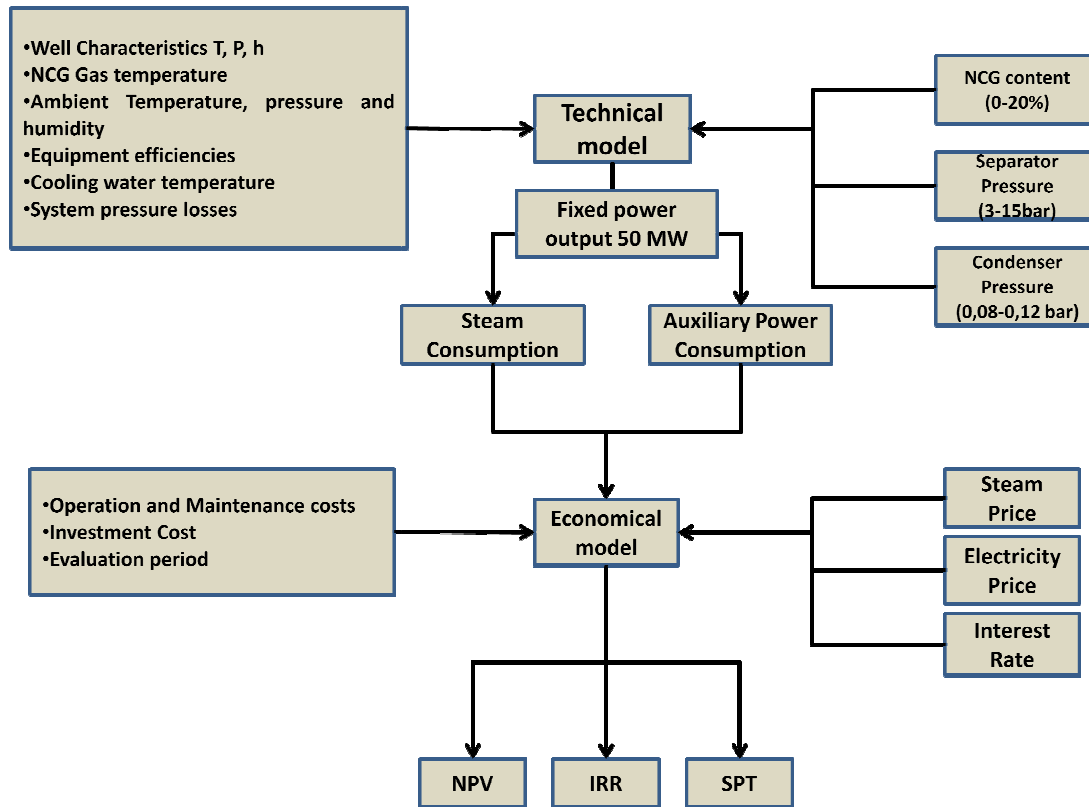 •Well Characteristics T, P, h
•NCG Gas temperature
•Ambient Temperature, pressure and
humidity
•Equipment efficiencies
•Cooling water temperature
•System pressure losses
Technical
model
NCG content
(0-20%)
Separator
Pressure
(3-15bar)
Condenser
Pressure
(0,08-0,12 bar)
Fixed power
output 50 MW
Steam
Consumption
Auxiliary Power
Consumption
•Operation and Maintenance costs
•Investment Cost
•Evaluation period
Economical
model
Steam
Price
Electricity
Price
Interest
Rate
NPV
IRR
SPT